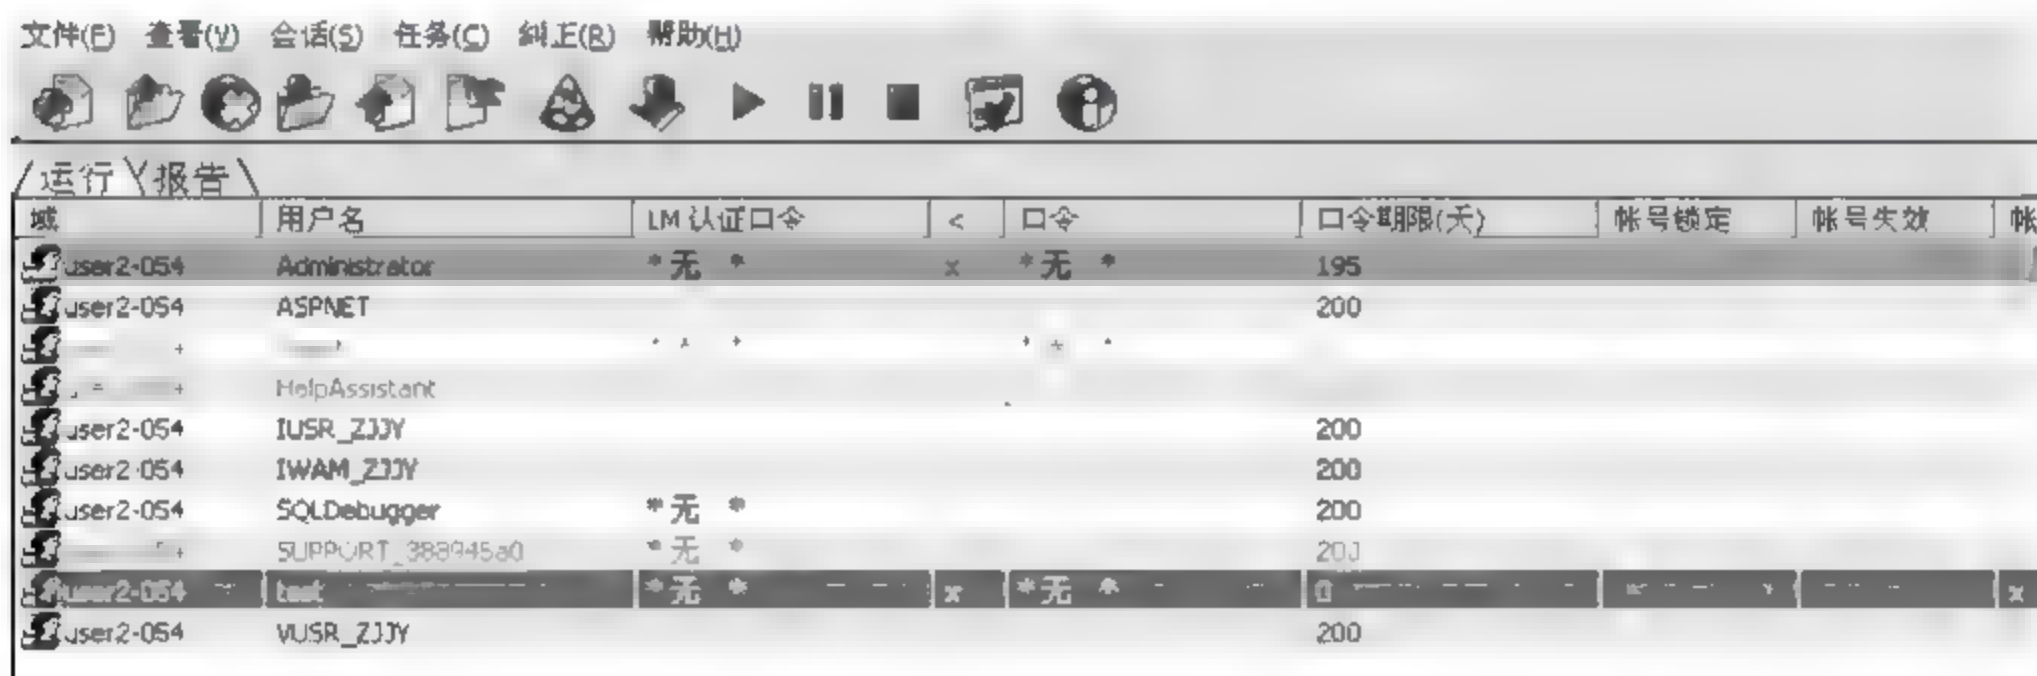 文件(F) 查看(V) 会话(S) 任务(C) 纠正(R) 帮助(H)
运行 报告
域 用户名 LM 认证口令 < 口令 口令期限(天) 帐号锁定 帐号失效 帐
user2-054 Administrator * 无 * x * 无 * 195
user2-054 ASPNET 200
HelpAssistant
user2-054 IUSR_ZJJY 200
user2-054 IWAM_ZJJY 200
user2-054 SQLDebugger * 无 * 200
SUPPORT_388945a0 * 无 * 200
user2-054 test * 无 * x * 无 * 0 x
user2-054 VUSR_ZJJY 200